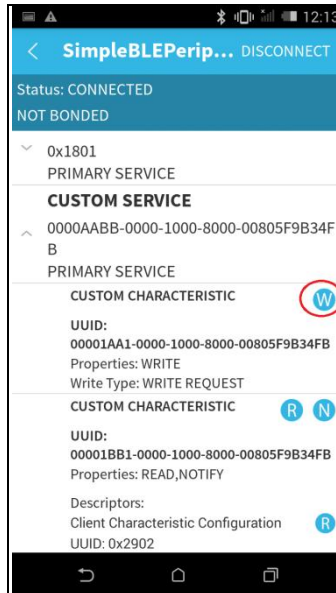 12:13
SimpleBLEPerip... DISCONNECT
Status: CONNECTED
NOT BONDED
0x1801
PRIMARY SERVICE
CUSTOM SERVICE
0000AABB-0000-1000-8000-00805F9B34F
B
PRIMARY SERVICE
CUSTOM CHARACTERISTIC W
UUID:
00001AA1-0000-1000-8000-00805F9B34FB
Properties: WRITE
Write Type: WRITE REQUEST
CUSTOM CHARACTERISTIC R N
UUID:
00001BB1-0000-1000-8000-00805F9B34FB
Properties: READ,NOTIFY
Descriptors:
Client Characteristic Configuration R
UUID: 0x2902